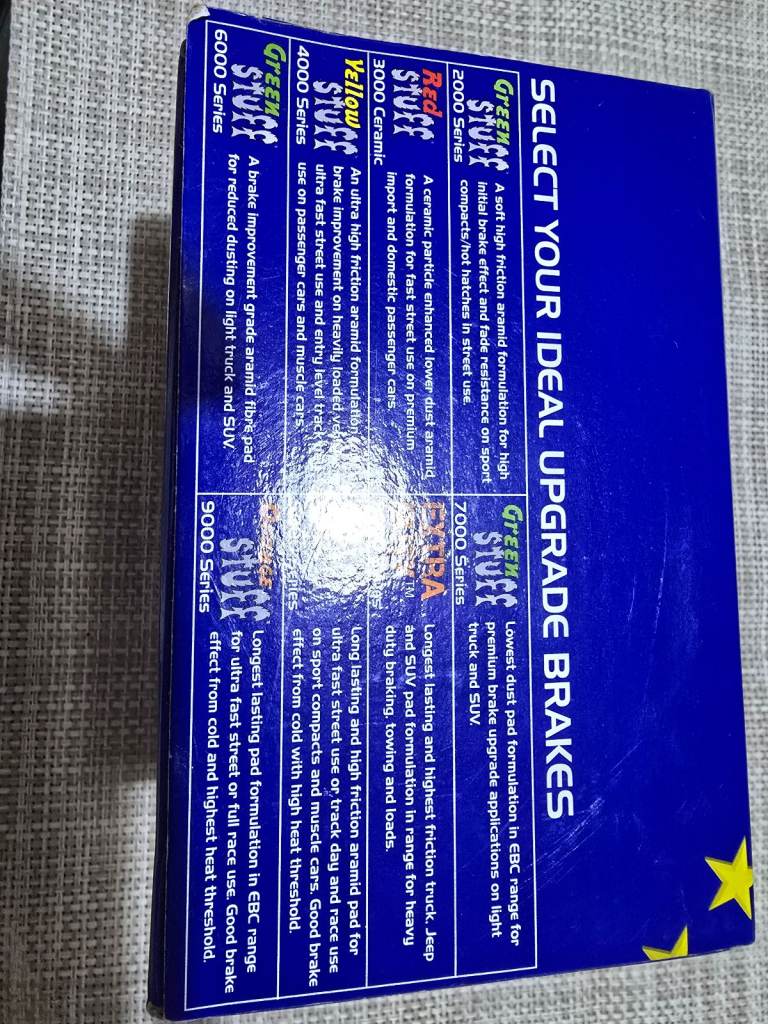 SELECT YOUR IDEAL UPGRADE BRAKES
Green
STUFF
2000 Series
A soft high friction aramid formulation for high
initial brake effect and fade resistance on sport
compacts/hot hatches in street use.
Red
STUFF
3000 Ceramic
A ceramic particle enhanced lower dust aramid
formulation for fast street use on premium
import and domestic passenger cars.
Yellow
STUFF
4000 Series
An ultra high friction aramid formulation
brake improvement on heavily loaded
ultra fast street use and entry level track
use on passenger cars and muscle cars.
Green
STUFF
6000 Series
A brake improvement grade aramid fibre pad
for reduced dusting on light truck and SUV.
Green
STUFF
7000 Series
Lowest dust pad formulation in EBC range for
premium brake upgrade applications on light
truck and SUV.
EXTRA
TM
Longest lasting and highest friction truck, Jeep
and SUV pad formulation in range for heavy
duty braking, towing and loads.
Long lasting and high friction aramid pad for
ultra fast street use or track day and race use
on sport compacts and muscle cars. Good brake
effect from cold with high heat threshold.
Orange
STUFF
9000 Series
Longest lasting pad formulation in EBC range
for ultra fast street or full race use. Good brake
effect from cold and highest heat threshold.